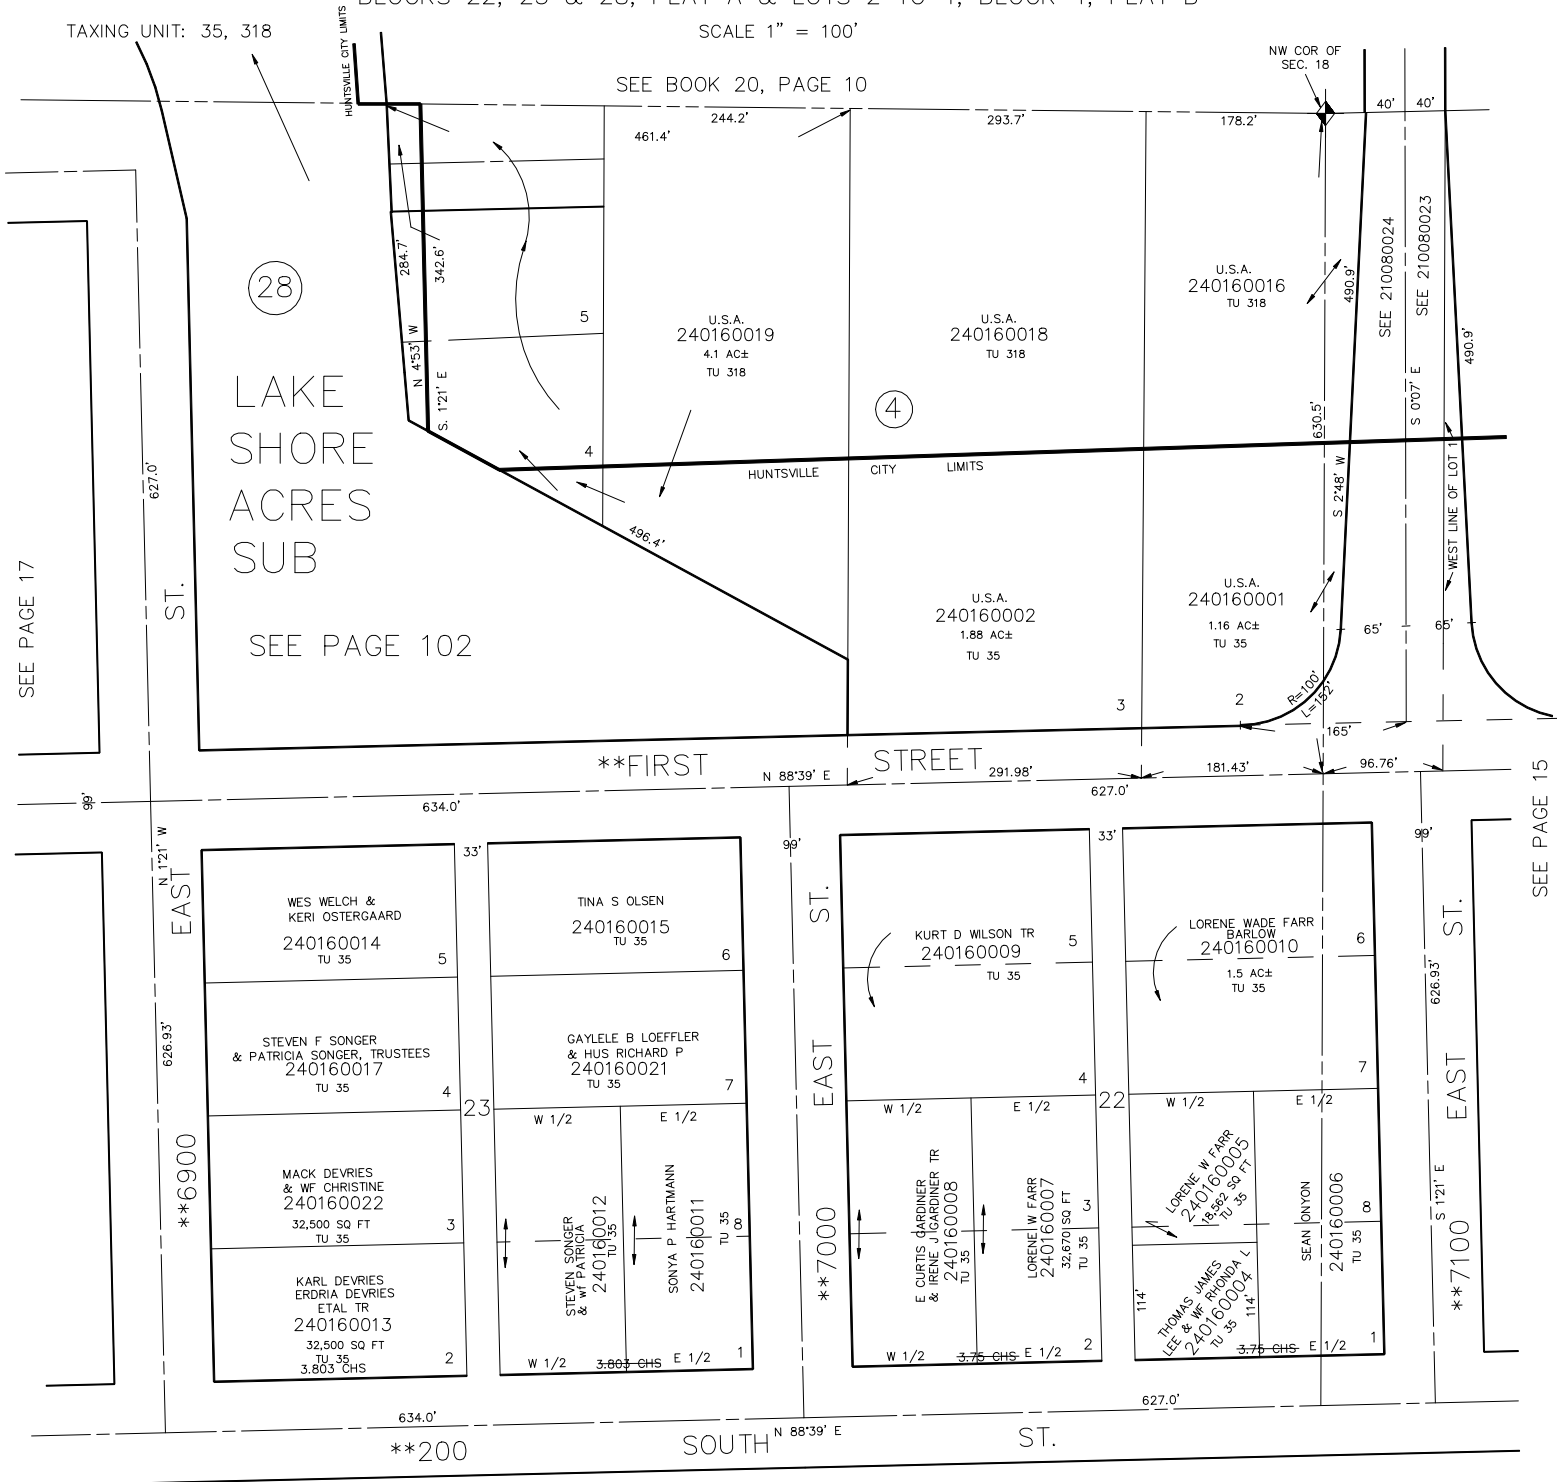 TAXING UNIT: 35, 318
SCALE 1" = 100'
SEE BOOK 20, PAGE 10
HUNTSVILLE CITY LIMITS
NW COR OF
SEC. 18
40' 40'
461.4'
244.2'
293.7'
178.2'
28
LAKE
SHORE
ACRES
SUB
SEE PAGE 102
SEE PAGE 17
627.0'
ST.
284.7'
342.6'
N 4°53' W
S. 1°21' E
5
4
U.S.A.
240160019
4.1 AC±
TU 318
U.S.A.
240160018
TU 318
4
U.S.A.
240160016
TU 318
490.9'
630.5'
S 2°48' W
SEE 210080024
SEE 210080023
S 0°07' E
490.9'
WEST LINE OF LOT 1
HUNTSVILLE CITY LIMITS
496.4'
U.S.A.
240160002
1.88 AC±
TU 35
3
U.S.A.
240160001
1.16 AC±
TU 35
2
R=100'
L=152'
65'
65'
165'
**FIRST STREET
N 88°39' E
291.98'
181.43'
96.76'
634.0'
627.0'
99'
99'
99'
SEE PAGE 15
N 1°21' W
EAST
626.93'
**6900
33'
WES WELCH &
KERI OSTERGAARD
240160014
TU 35
5
TINA S OLSEN
240160015
TU 35
6
STEVEN F SONGER
& PATRICIA SONGER, TRUSTEES
240160017
TU 35
4
GAYLELE B LOEFFLER
& HUS RICHARD P
240160021
TU 35
7
23
MACK DEVRIES
& WF CHRISTINE
240160022
32,500 SQ FT
TU 35
3
KARL DEVRIES
ERDRIA DEVRIES
ETAL TR
240160013
32,500 SQ FT
TU 35
3.803 CHS
2
W 1/2
E 1/2
STEVEN SONGER
& wf PATRICIA
240160012
TU 35
SONYA P HARTMANN
240160011
TU 35
8
W 1/2
3.803 CHS
E 1/2
1
ST.
EAST
**7000
33'
KURT D WILSON TR
240160009
TU 35
5
4
LORENE WADE FARR
BARLOW
240160010
1.5 AC±
TU 35
6
7
22
W 1/2
E 1/2
E CURTIS GARDINER
& IRENE J GARDINER TR
240160008
TU 35
LORENE W FARR
240160007
32,670 SQ FT
TU 35
3
W 1/2
3.75 CHS
E 1/2
2
W 1/2
E 1/2
LORENE W FARR
240160005
18,562 SQ FT
TU 35
THOMAS JAMES
LEE & WF RHONDA L
240160004
TU 35
114'
114'
SEAN ONYON
240160006
TU 35
8
3.75 CHS
E 1/2
1
ST.
626.93'
EAST
S 1°21' E
**7100
634.0'
627.0'
N 88°39' E
**200 SOUTH ST.